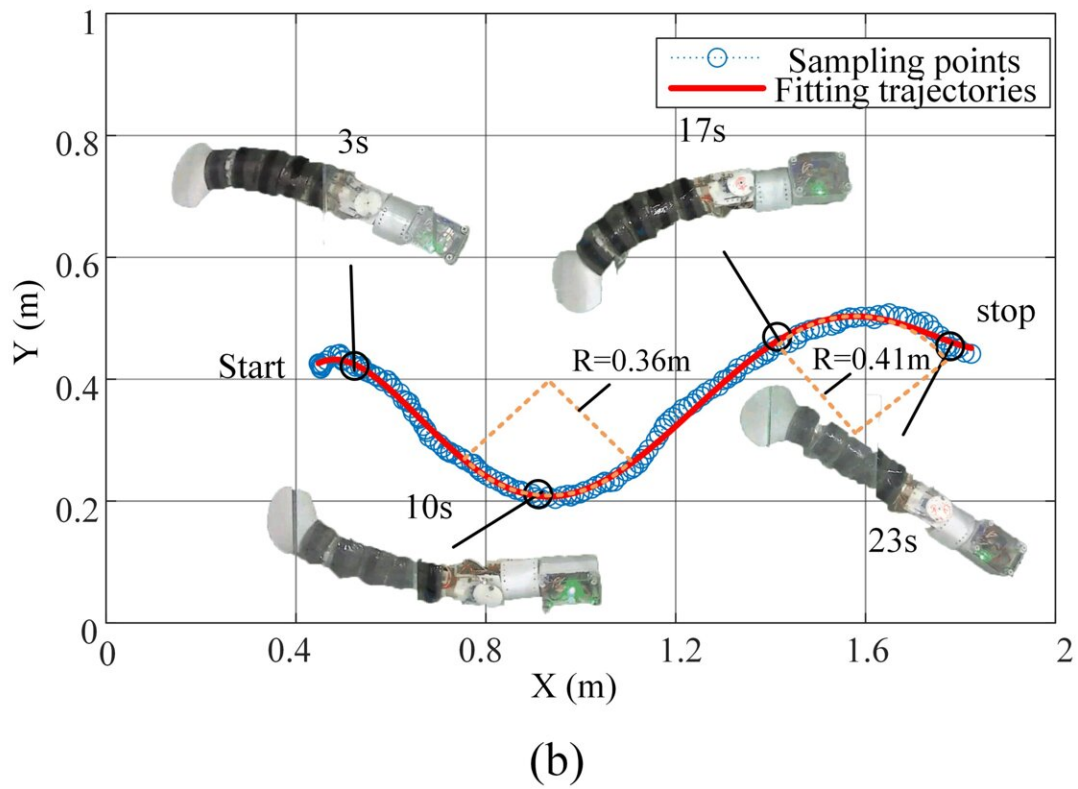 1
0.8
0.6
0.4
0.2
0
Y (m)
Sampling points
Fitting trajectories
3s
17s
Start
stop
R=0.36m
R=0.41m
10s
23s
0
0.4
0.8
1.2
1.6
2
X (m)
(b)